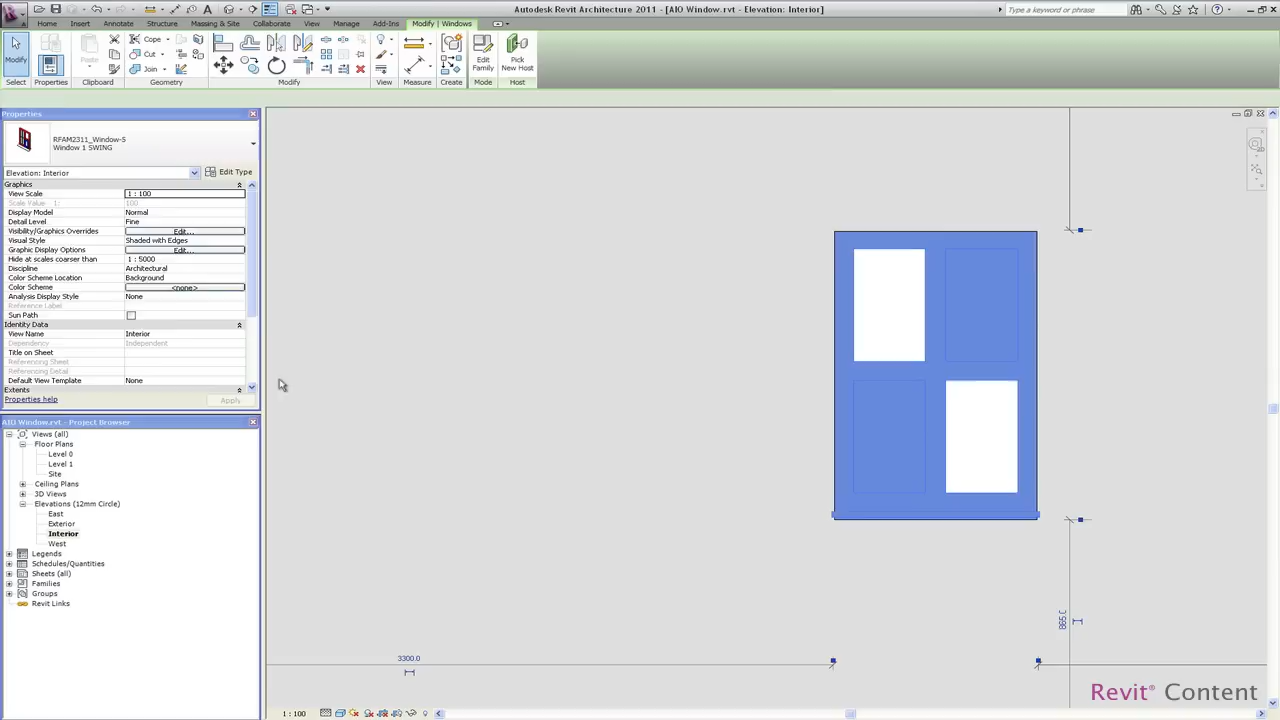 Autodesk Revit Architecture 2011 - [AIO Window.rvt - Elevation: Interior]
Type a keyword or phrase
Home Insert Annotate Structure Massing & Site Collaborate View Manage Add-Ins Modify | Windows
Modify Paste Cope Cut Join Edit Family Pick New Host
Select Properties Clipboard Geometry Modify View Measure Create Mode Host
Properties
RFAM2311_Window-5
Window 1 SWING
Elevation: Interior Edit Type
Graphics
View Scale 1 : 100
Scale Value 1: 100
Display Model Normal
Detail Level Fine
Visibility/Graphics Overrides Edit...
Visual Style Shaded with Edges
Graphic Display Options Edit...
Hide at scales coarser than 1 : 5000
Discipline Architectural
Color Scheme Location Background
Color Scheme <none>
Analysis Display Style None
Reference Label
Sun Path
Identity Data
View Name Interior
Dependency Independent
Title on Sheet
Referencing Sheet
Referencing Detail
Default View Template None
Extents
Properties help Apply
AIO Window.rvt - Project Browser
Views (all)
Floor Plans
Level 0
Level 1
Site
Ceiling Plans
3D Views
Elevations (12mm Circle)
East
Exterior
Interior
West
Legends
Schedules/Quantities
Sheets (all)
Families
Groups
Revit Links
865.0
3300.0
Revit® Content
1 : 100